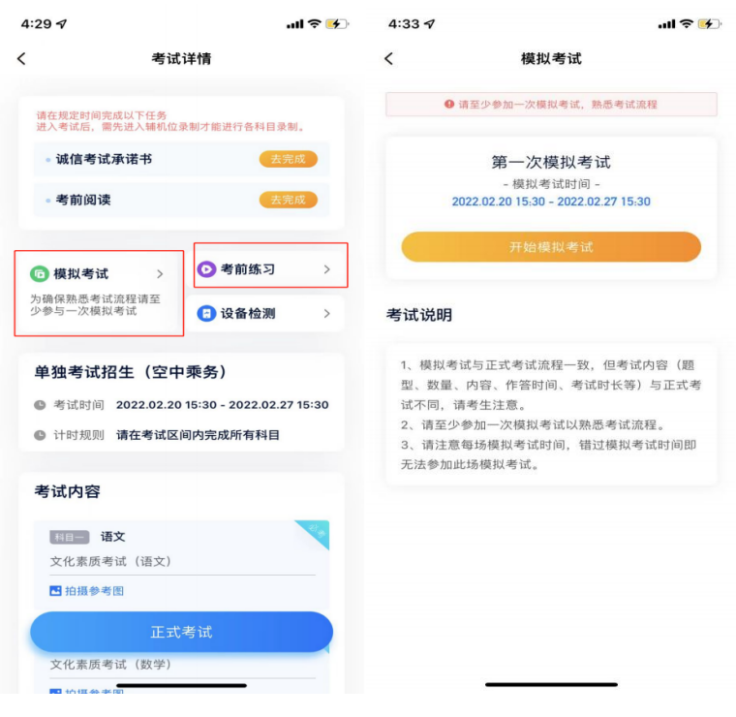 4:29
考试详情
请在规定时间完成以下任务
进入考试后，需先进入辅机位录制才能进行各科目录制。
诚信考试承诺书
去完成
考前阅读
去完成
模拟考试
为确保熟悉考试流程请至
少参与一次模拟考试
考前练习
设备检测
单独考试招生（空中乘务）
考试时间 2022.02.20 15:30 - 2022.02.27 15:30
计时规则 请在考试区间内完成所有科目
考试内容
科目一 语文
文化素质考试（语文）
拍摄参考图
正式考试
文化素质考试（数学）
拍摄参考图
4:33
模拟考试
请至少参加一次模拟考试，熟悉考试流程
第一次模拟考试
- 模拟考试时间 -
2022.02.20 15:30 - 2022.02.27 15:30
开始模拟考试
考试说明
1、模拟考试与正式考试流程一致，但考试内容（题
型、数量、内容、作答时间、考试时长等）与正式考
试不同，请考生注意。
2、请至少参加一次模拟考试以熟悉考试流程。
3、请注意每场模拟考试时间，错过模拟考试时间即
无法参加此场模拟考试。